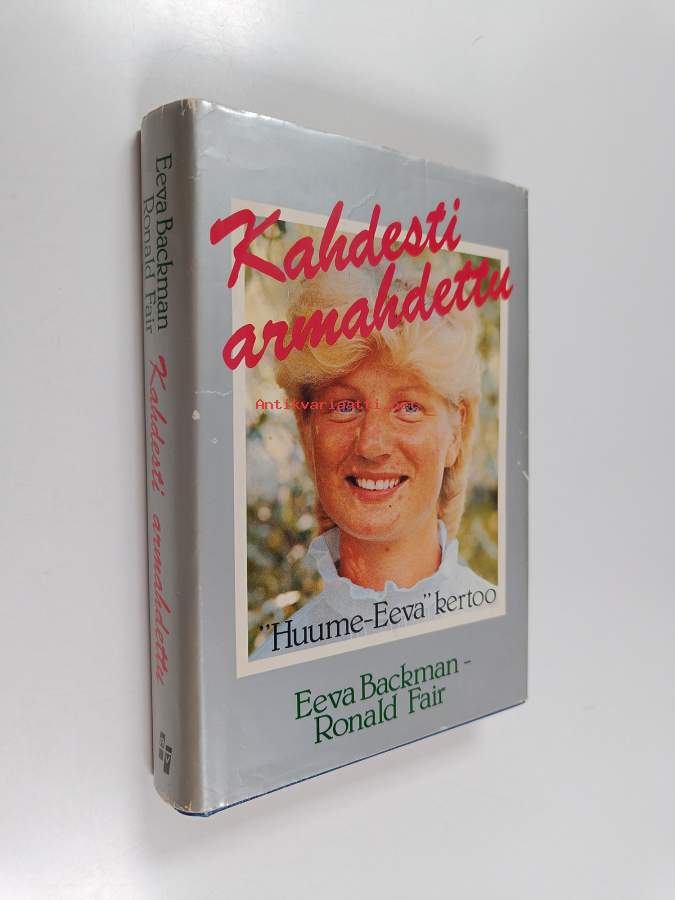 Eeva Backman
Ronald Fair
Kahdesti armahdettu
Kahdesti
armahdettu
Antikvariaatti.net
"Huume-Eeva" kertoo
Eeva Backman –
Ronald Fair